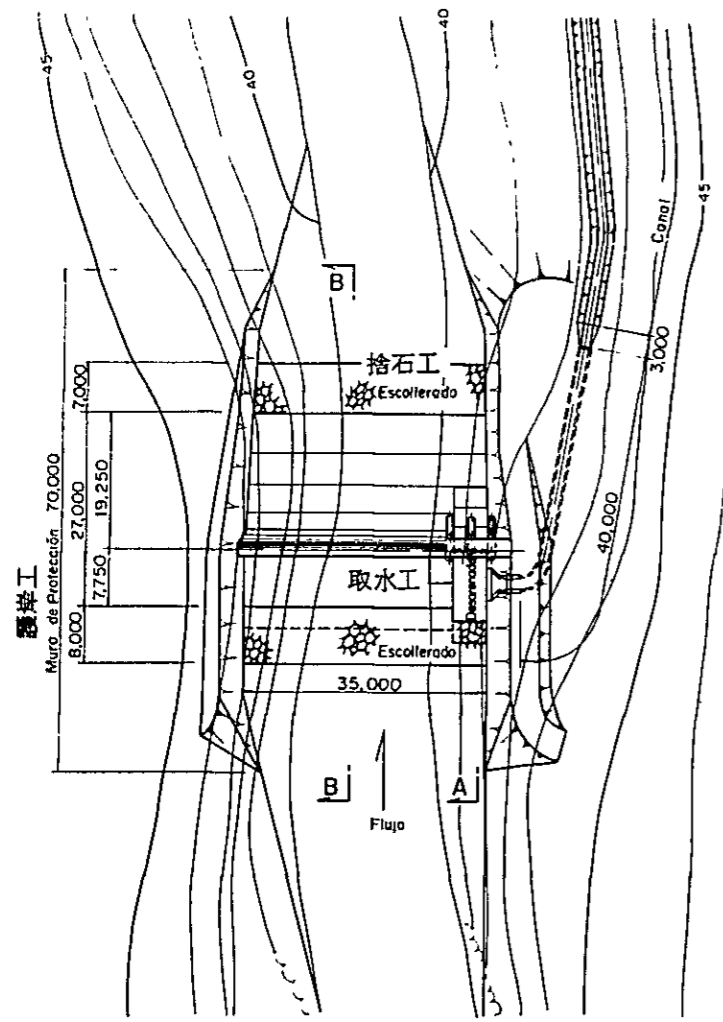 45
40
40
45
Canal
3,000
40,000
B
捨石工
Escollerado
7,000
19,250
27,000
7,750
8,000
Muro de Protección 70,000
護岸工
取水工
Desarenador
Escollerado
35,000
B
A
Flujo